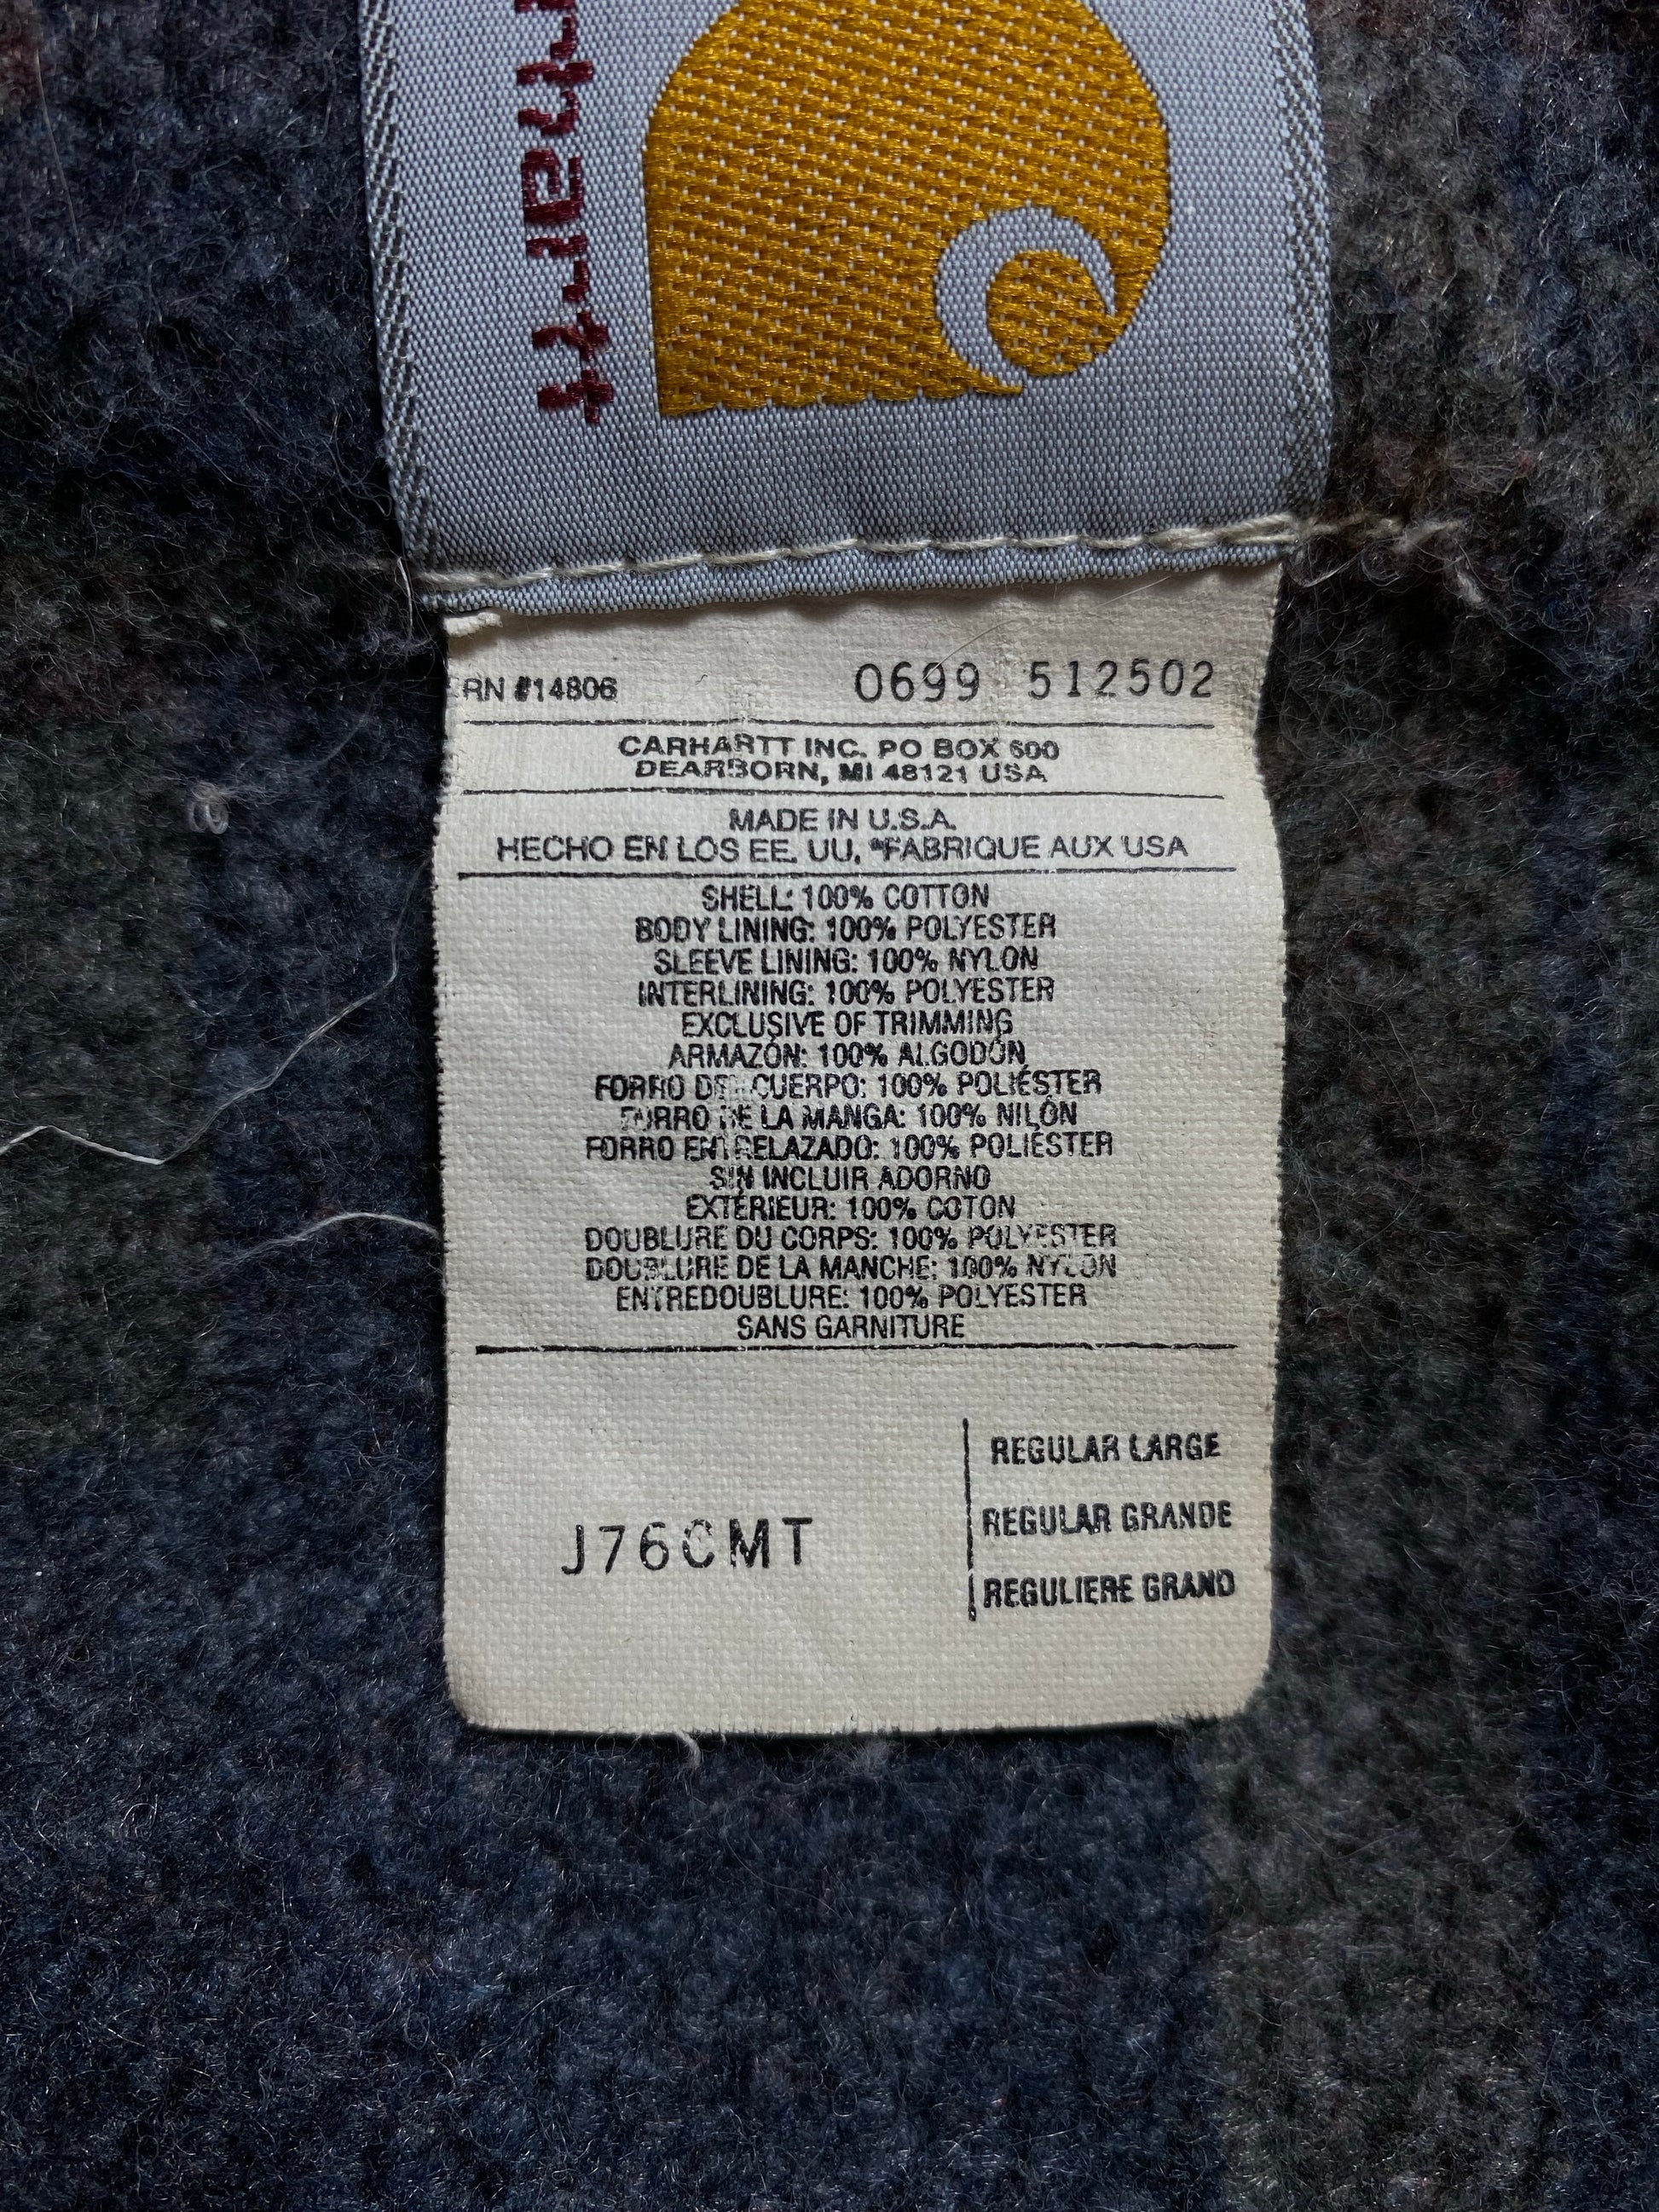 rhartt
RN #14806 0699 512502
CARHARTT INC. PO BOX 600
DEARBORN, MI 48121 USA
MADE IN U.S.A.
HECHO EN LOS EE. UU. *FABRIQUE AUX USA
SHELL: 100% COTTON
BODY LINING: 100% POLYESTER
SLEEVE LINING: 100% NYLON
INTERLINING: 100% POLYESTER
EXCLUSIVE OF TRIMMING
ARMAZÓN: 100% ALGODÓN
FORRO DEL CUERPO: 100% POLIÉSTER
FORRO DE LA MANGA: 100% NILÓN
FORRO ENTRELAZADO: 100% POLIÉSTER
SIN INCLUIR ADORNO
EXTÉRIEUR: 100% COTON
DOUBLURE DU CORPS: 100% POLYESTER
DOUBLURE DE LA MANCHE: 100% NYLON
ENTREDOUBLURE: 100% POLYESTER
SANS GARNITURE
J76CMT
REGULAR LARGE
REGULAR GRANDE
REGULIERE GRAND